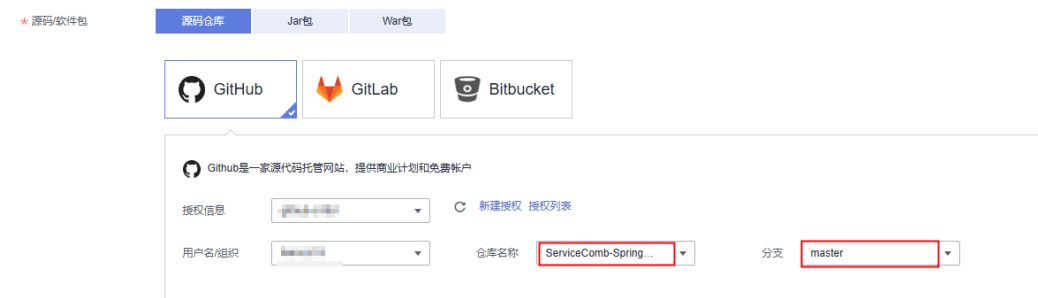 * 源码/软件包 源码仓库 Jar包 War包
GitHub GitLab Bitbucket
Github是一家源代码托管网站，提供商业计划和免费帐户
授权信息 新建授权 授权列表
用户名/组织 仓库名称 ServiceComb-Spring... 分支 master